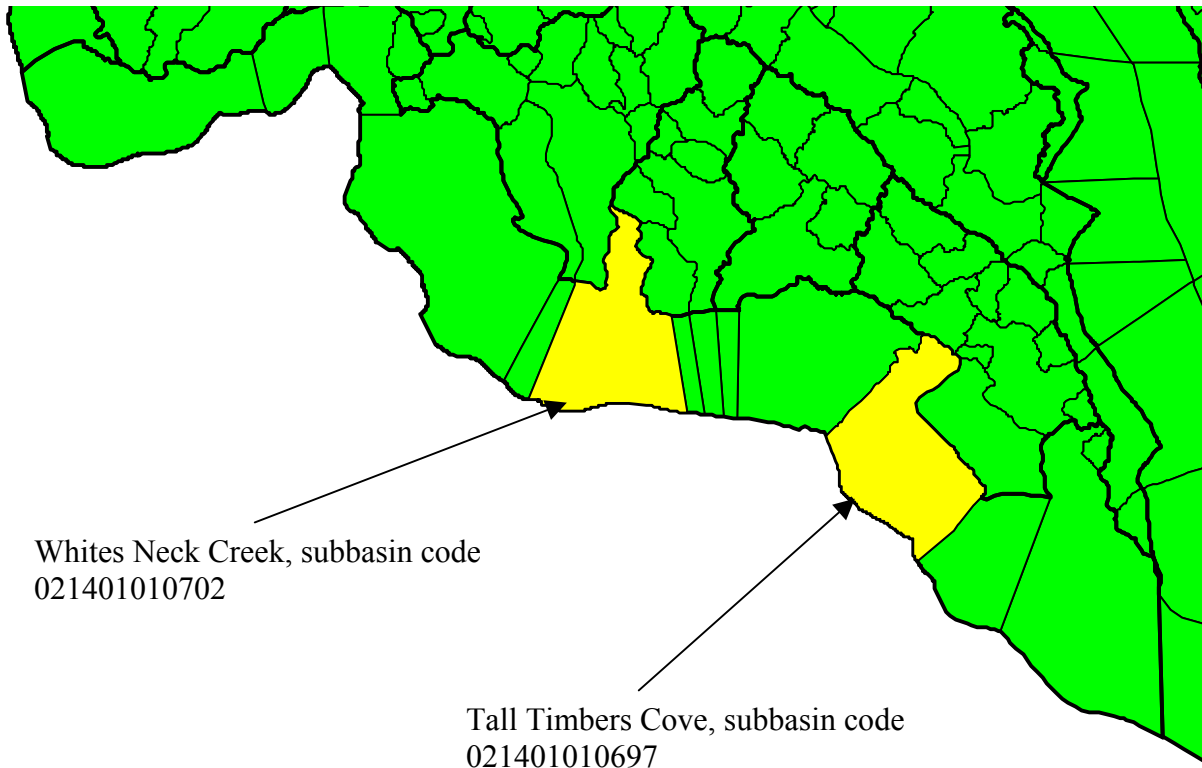 Whites Neck Creek, subbasin code
021401010702
Tall Timbers Cove, subbasin code
021401010697